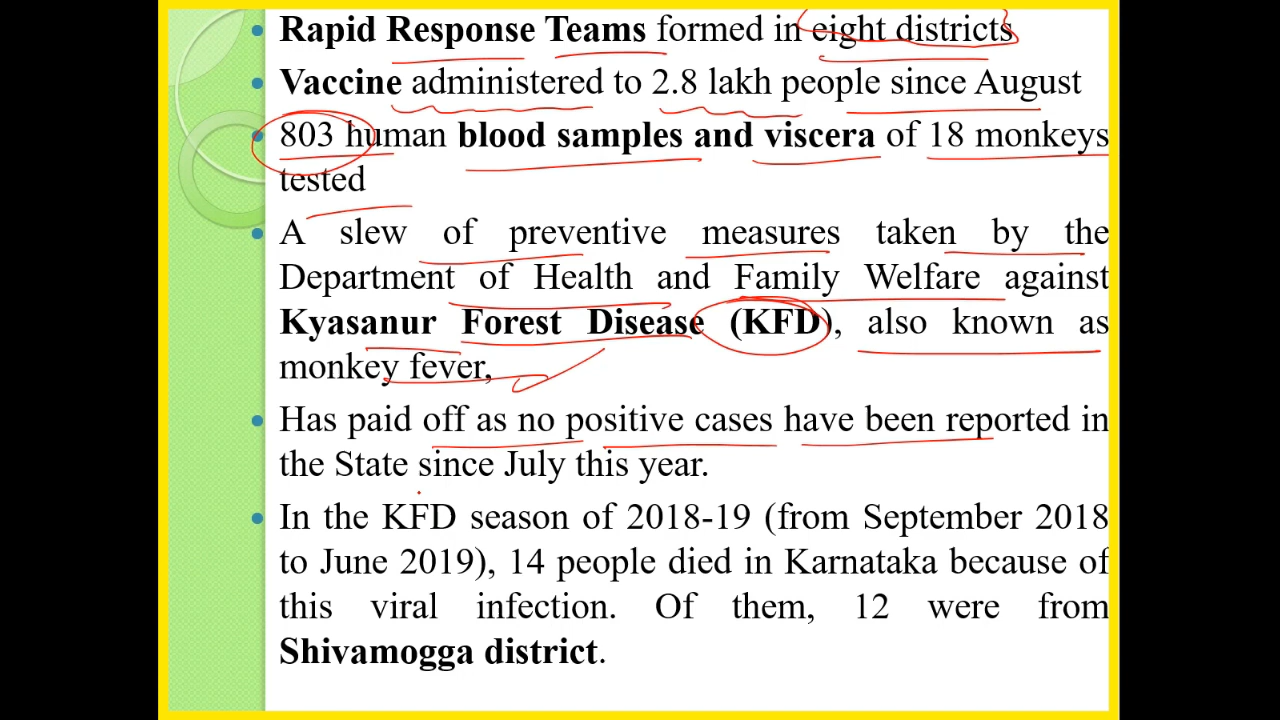 • Rapid Response Teams formed in eight districts
• Vaccine administered to 2.8 lakh people since August
• 803 human blood samples and viscera of 18 monkeys
tested
• A slew of preventive measures taken by the
Department of Health and Family Welfare against
Kyasanur Forest Disease (KFD), also known as
monkey fever,
• Has paid off as no positive cases have been reported in
the State since July this year.
• In the KFD season of 2018-19 (from September 2018
to June 2019), 14 people died in Karnataka because of
this viral infection. Of them, 12 were from
Shivamogga district.